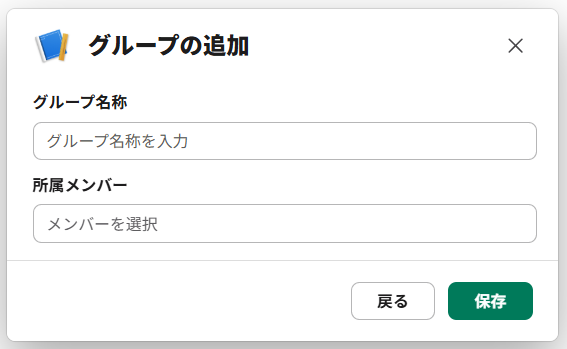 グループの追加
グループ名称
グループ名称を入力
所属メンバー
メンバーを選択
戻る
保存